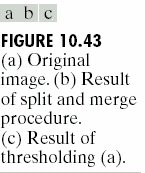 a b c
FIGURE 10.43
(a) Original
image. (b) Result
of split and merge
procedure.
(c) Result of
thresholding (a).